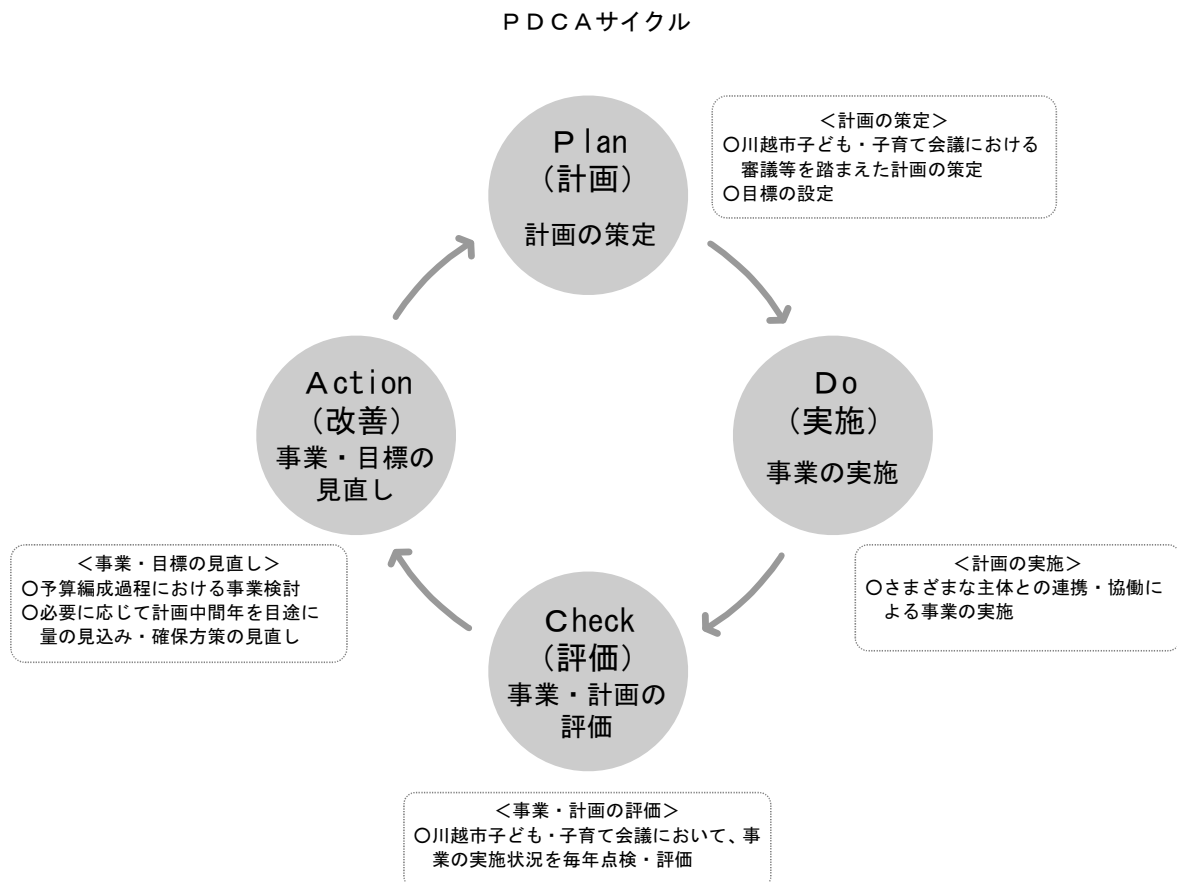 ＰＤＣＡサイクル
Ｐlan
（計画）
計画の策定
＜計画の策定＞
○川越市子ども・子育て会議における
審議等を踏まえた計画の策定
○目標の設定
Ｄo
（実施）
事業の実施
＜計画の実施＞
○さまざまな主体との連携・協働に
よる事業の実施
Ｃheck
（評価）
事業・計画の
評価
＜事業・計画の評価＞
○川越市子ども・子育て会議において、事
業の実施状況を毎年点検・評価
Ａction
（改善）
事業・目標の
見直し
＜事業・目標の見直し＞
○予算編成過程における事業検討
○必要に応じて計画中間年を目途に
量の見込み・確保方策の見直し